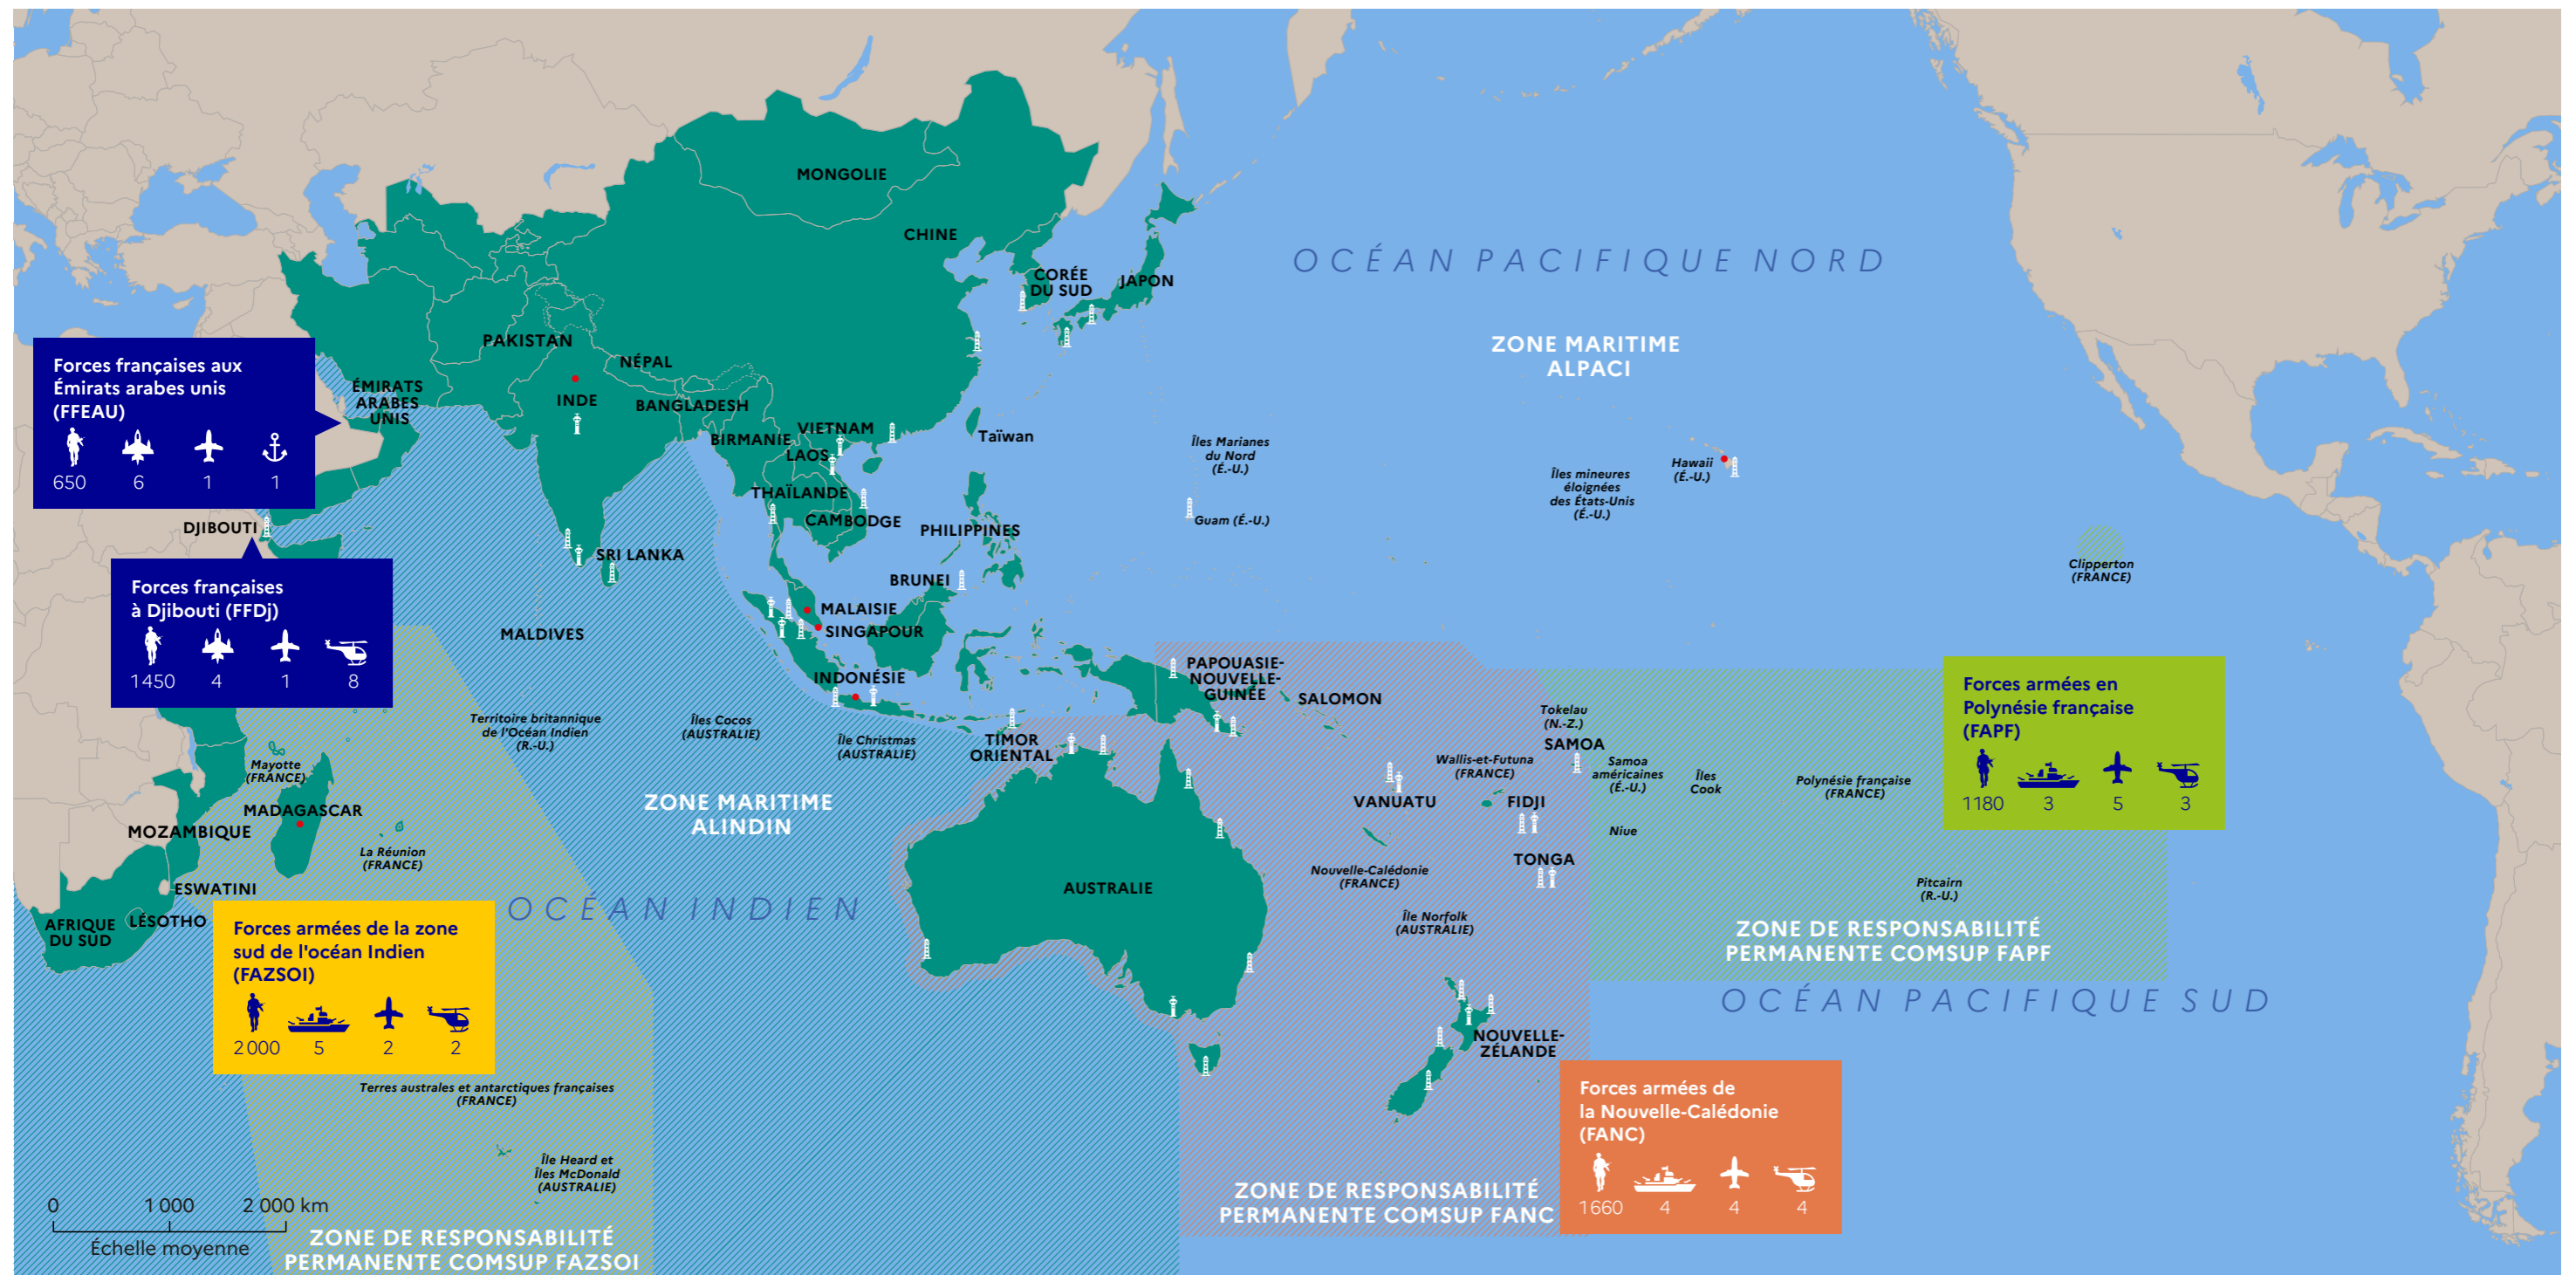 MONGOLIE
CHINE
CORÉE
DU SUD
JAPON
OCÉAN PACIFIQUE NORD
ZONE MARITIME
ALPACI
PAKISTAN
NÉPAL
INDE
BANGLADESH
ÉMIRATS
ARABES
UNIS
Forces françaises aux
Émirats arabes unis
(FFEAU)
650 6 1 1
BIRMANIE
VIETNAM
LAOS
Taïwan
THAÏLANDE
CAMBODGE
PHILIPPINES
Îles Marianes
du Nord
(É.-U.)
Guam (É.-U.)
Îles mineures
éloignées
des États-Unis
(É.-U.)
Hawaii
(É.-U.)
Clipperton
(FRANCE)
DJIBOUTI
Forces françaises
à Djibouti (FFDj)
1 450 4 1 8
SRI LANKA
MALDIVES
BRUNEI
MALAISIE
SINGAPOUR
INDONÉSIE
PAPOUASIE-
NOUVELLE-
GUINÉE
SALOMON
TIMOR
ORIENTAL
Territoire britannique
de l'Océan Indien
(R.-U.)
Îles Cocos
(AUSTRALIE)
Île Christmas
(AUSTRALIE)
Tokelau
(N.-Z.)
SAMOA
Samoa
américaines
(É.-U.)
Îles
Cook
Wallis-et-Futuna
(FRANCE)
Polynésie française
(FRANCE)
Forces armées en
Polynésie française
(FAPF)
1180 3 5 3
Mayotte
(FRANCE)
MADAGASCAR
MOZAMBIQUE
La Réunion
(FRANCE)
ZONE MARITIME
ALINDIN
VANUATU
FIDJI
Niue
TONGA
Nouvelle-Calédonie
(FRANCE)
Île Norfolk
(AUSTRALIE)
Pitcairn
(R.-U.)
ZONE DE RESPONSABILITÉ
PERMANENTE COMSUP FAPF
OCÉAN PACIFIQUE SUD
ESWATINI
LÉSOTHO
AFRIQUE
DU SUD
OCÉAN INDIEN
AUSTRALIE
Forces armées de la zone
sud de l'océan Indien
(FAZSOI)
2 000 5 2 2
NOUVELLE-
ZÉLANDE
Forces armées de
la Nouvelle-Calédonie
(FANC)
1 660 4 4 4
Terres australes et antarctiques françaises
(FRANCE)
Île Heard et
Îles McDonald
(AUSTRALIE)
ZONE DE RESPONSABILITÉ
PERMANENTE COMSUP FANC
0 1 000 2 000 km
Échelle moyenne
ZONE DE RESPONSABILITÉ
PERMANENTE COMSUP FAZSOI